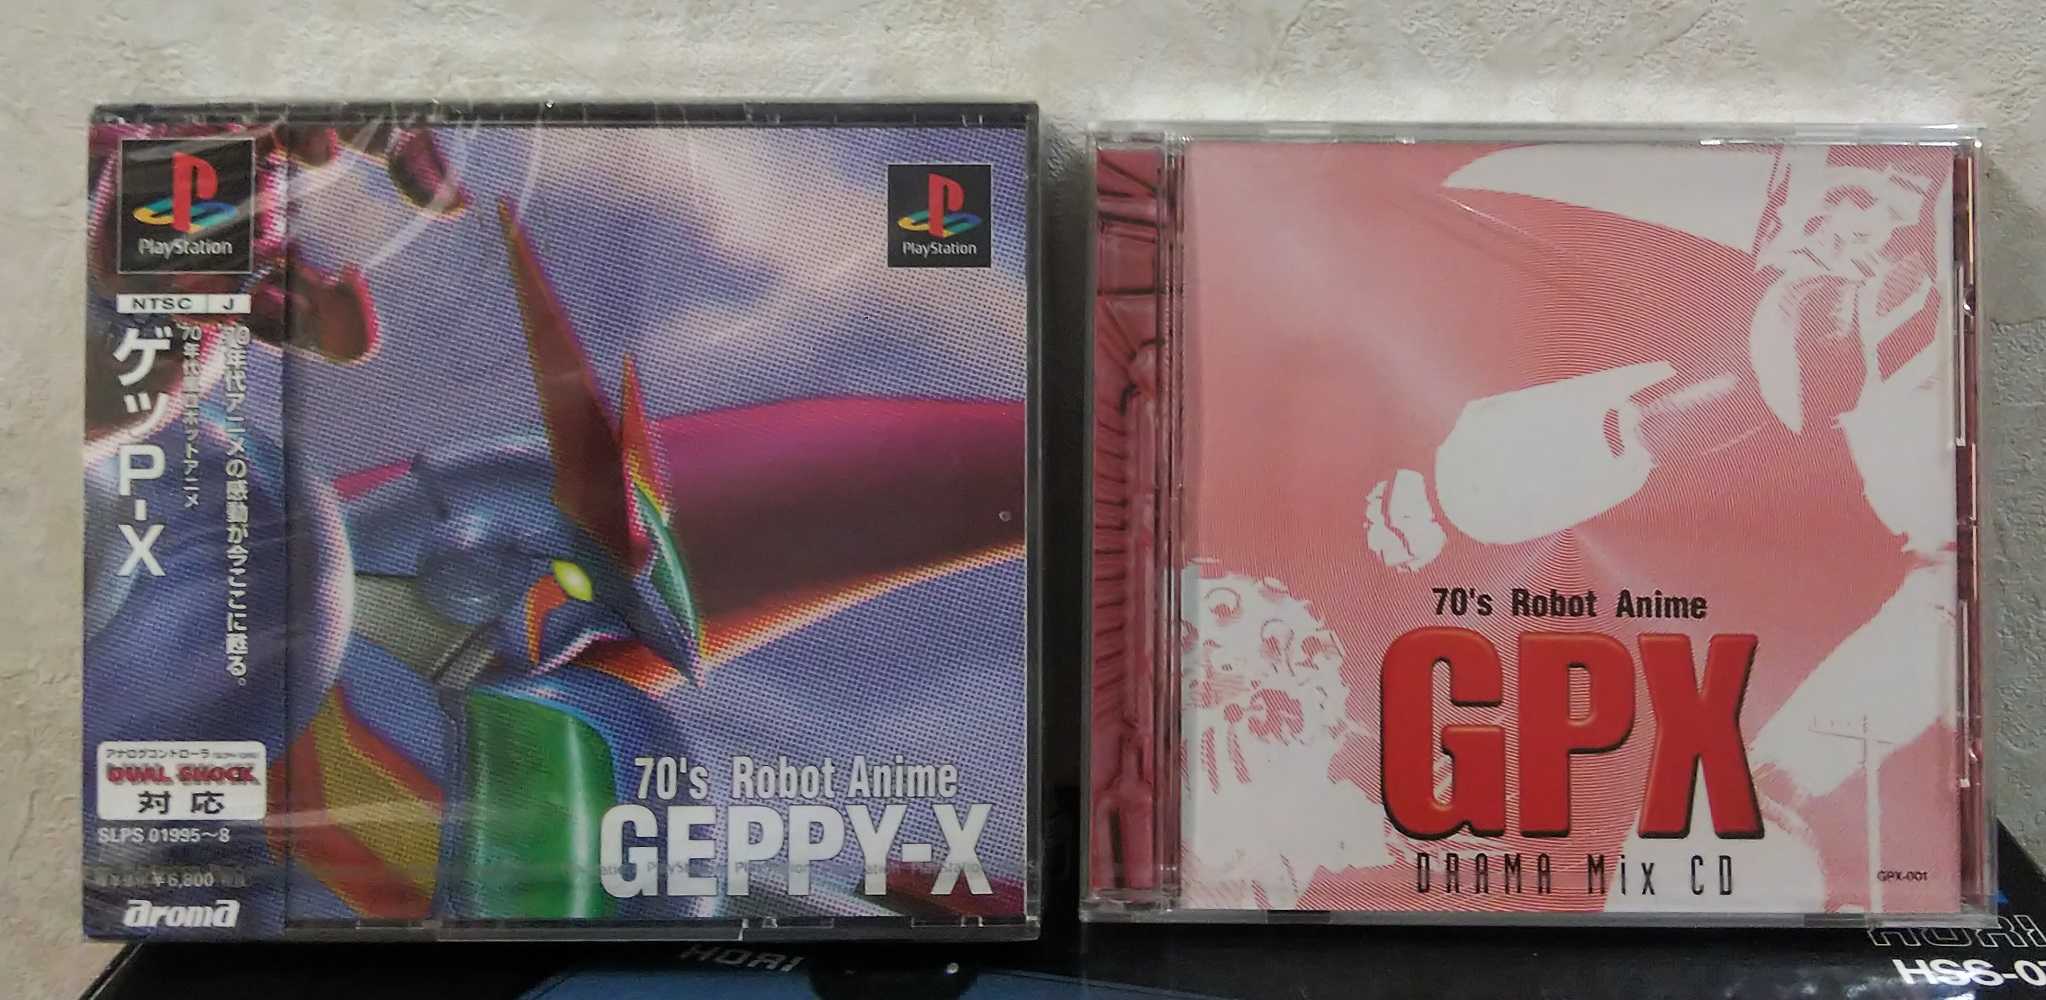 PlayStation
NTSC J
ゲッP-X
'70年代風ロボットアニメ
'70年代アニメの感動が今ここに甦る。
アナログコントローラ
DUAL SHOCK
対応
SLPS 01995〜8
¥6,800
aroma
PlayStation
70's Robot Anime
GEPPY-X
70's Robot Anime
GPX
DRAMA Mix CD
GPX-001
HORI
HORI